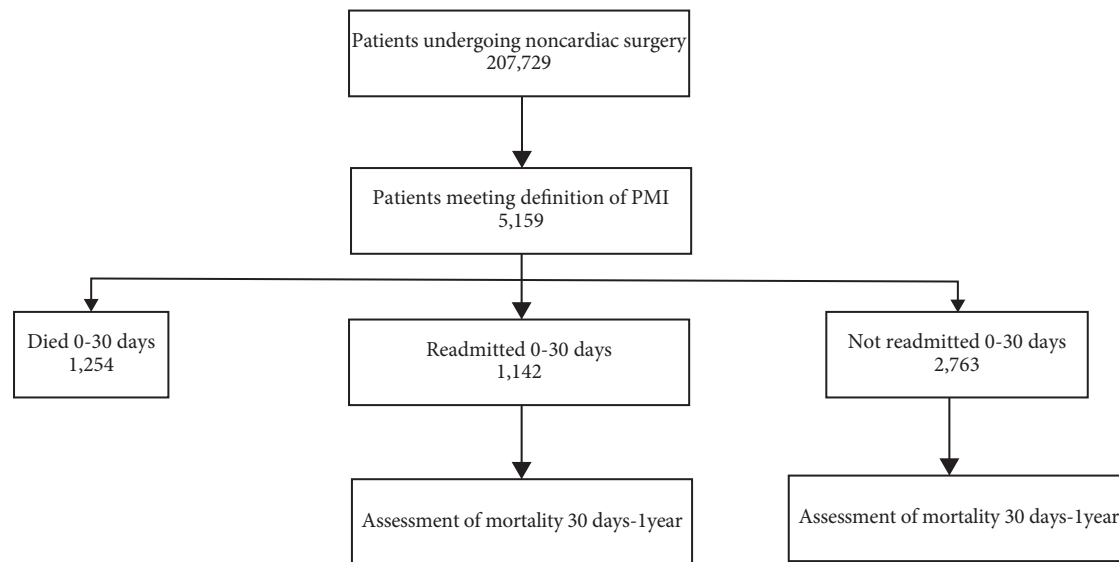 Patients undergoing noncardiac surgery
207,729
Patients meeting definition of PMI
5,159
Died 0-30 days
1,254
Readmitted 0-30 days
1,142
Not readmitted 0-30 days
2,763
Assessment of mortality 30 days-1year
Assessment of mortality 30 days-1year